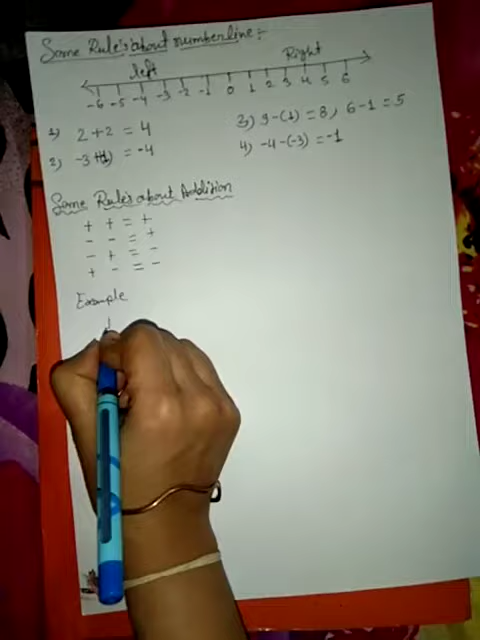 Some Rule's about numberline :-
left Right
-6 -5 -4 -3 -2 -1 0 1 2 3 4 5 6
1) 2 + 2 = 4
2) = -4
3) 9 - (1) = 8, 6 - 1 = 5
4) -4 - (-3) = -1
Some Rule's about Addition
+ + = +
- - = +
- + = -
+ - = -
Example